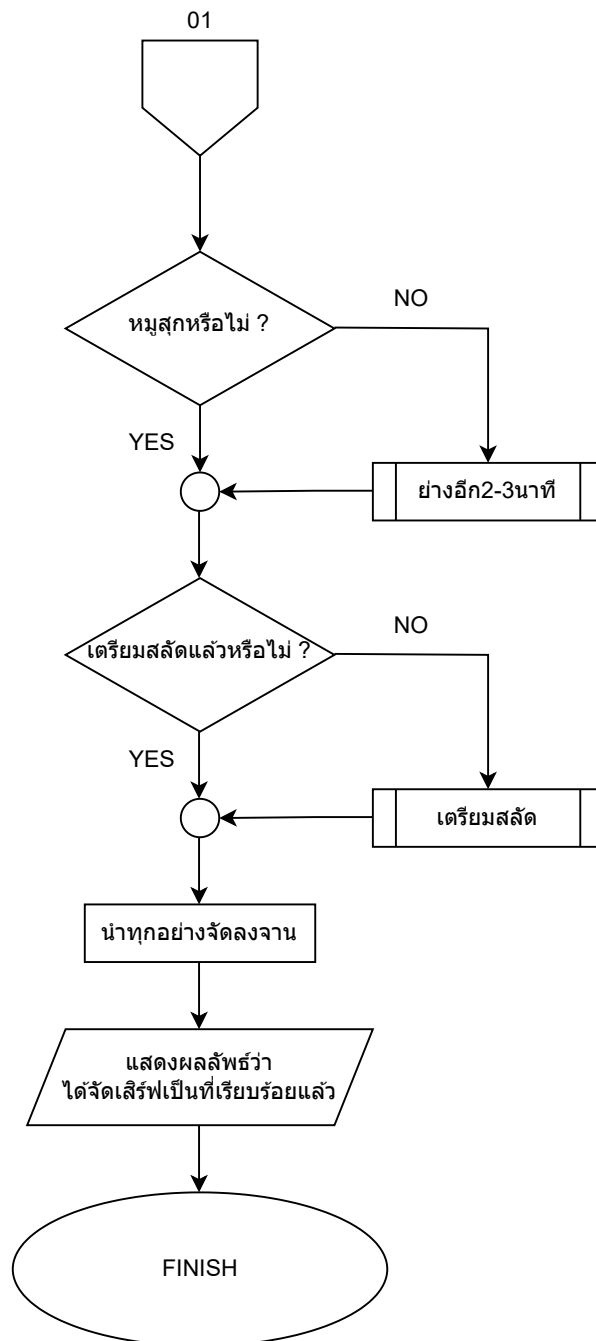 01
หมูสุกหรือไม่ ?
NO
YES
ย่างอีก2-3นาที
เตรียมสลัดแล้วหรือไม่ ?
NO
YES
เตรียมสลัด
นำทุกอย่างจัดลงจาน
แสดงผลลัพธ์ว่า
ได้จัดเสิร์ฟเป็นที่เรียบร้อยแล้ว
FINISH